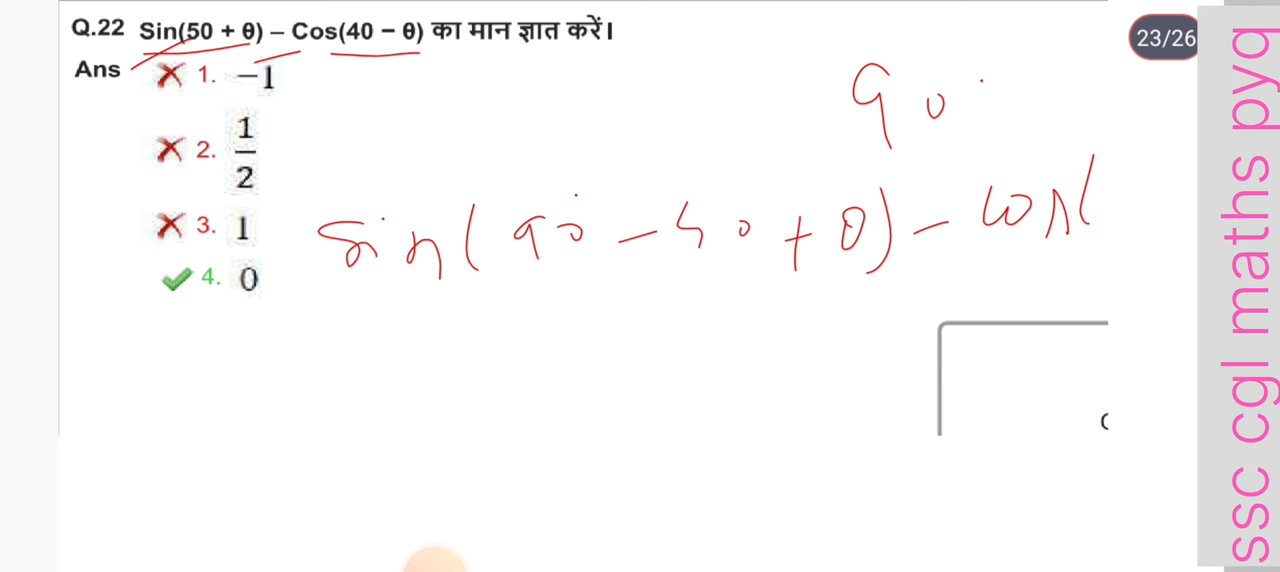 Q.22 Sin(50 + θ) – Cos(40 − θ) का मान ज्ञात करें।
23/26
Ans
1. −1
2. 1/2
3. 1
4. 0
90
sin(90 − 40 + θ) − cos(
ssc cgl maths pyq